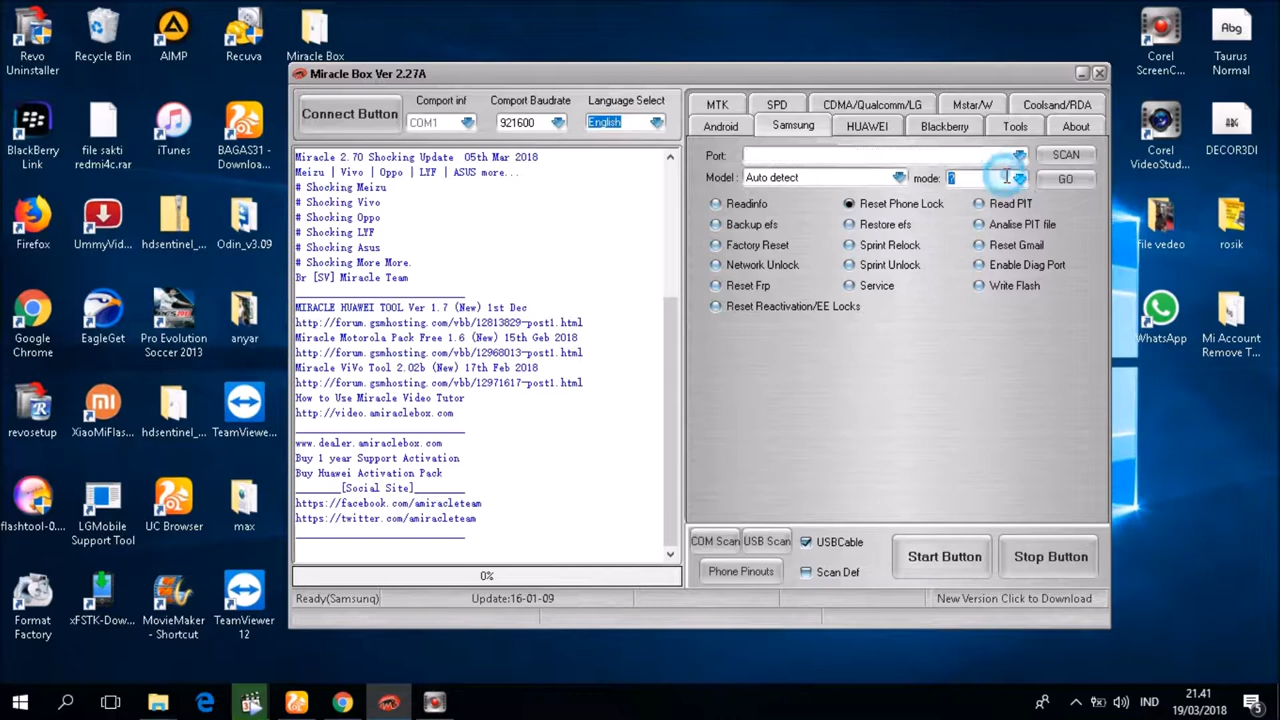 Revo Uninstaller
Recycle Bin
AIMP
Recuva
Miracle Box
BlackBerry Link
file sakti redmi4c.rar
iTunes
BAGAS31 - Downloa...
Firefox
UmmyVid...
hdsentinel_...
Odin_v3.09
Google Chrome
EagleGet
Pro Evolution Soccer 2013
anyar
revosetup
XiaoMiFlas...
hdsentinel_...
TeamViewe...
flashtool-0....
LGMobile Support Tool
UC Browser
max
Format Factory
xFSTK-Dow...
MovieMaker - Shortcut
TeamViewer 12
Corel ScreenC...
Abg
Taurus Normal
Corel VideoStud...
DECOR3DI
file vedeo
rosik
WhatsApp
Mi Account Remove T...
Miracle Box Ver 2.27A
Connect Button
Comport inf
Comport Baudrate
Language Select
COM1
921600
English
Miracle 2.70 Shocking Update 05th Mar 2018
Meizu | Vivo | Oppo | LYF | ASUS more...
# Shocking Meizu
# Shocking Vivo
# Shocking Oppo
# Shocking LYF
# Shocking Asus
# Shocking More More.
Br [SV] Miracle Team
MIRACLE HUAWEI TOOL Ver 1.7 (New) 1st Dec
http://forum.gsmhosting.com/vbb/12813829-post1.html
Miracle Motorola Pack Free 1.6 (New) 15th Geb 2018
http://forum.gsmhosting.com/vbb/12968013-post1.html
Miracle ViVo Tool 2.02b (New) 17th Feb 2018
http://forum.gsmhosting.com/vbb/12971617-post1.html
How to Use Miracle Video Tutor
http://video.amiraclebox.com
www.dealer.amiraclebox.com
Buy 1 year Support Activation
Buy Huawei Activation Pack
______[Social Site]______
https://facebook.com/amiracleteam
https://twitter.com/amiracleteam
0%
Ready(Samsung)
Update:16-01-09
MTK
SPD
CDMA/Qualcomm/LG
Mstar/W
Coolsand/RDA
Android
Samsung
HUAWEI
Blackberry
Tools
About
Port:
SCAN
Model :
Auto detect
mode:
?
GO
Readinfo
Reset Phone Lock
Read PIT
Backup efs
Restore efs
Analise PIT file
Factory Reset
Sprint Relock
Reset Gmail
Network Unlock
Sprint Unlock
Enable Diag Port
Reset Frp
Service
Write Flash
Reset Reactivation/EE Locks
COM Scan
USB Scan
USBCable
Phone Pinouts
Scan Def
Start Button
Stop Button
New Version Click to Download
IND
21.41
19/03/2018
5